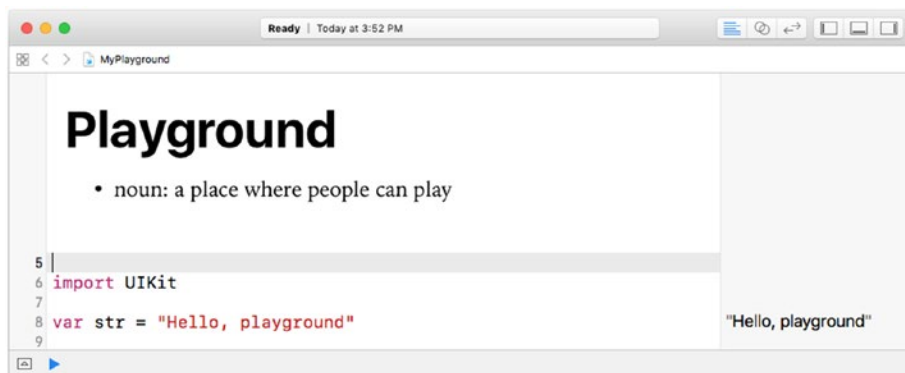 Ready | Today at 3:52 PM
MyPlayground
Playground
• noun: a place where people can play
5
6 import UIKit
7
8 var str = "Hello, playground"
"Hello, playground"
9